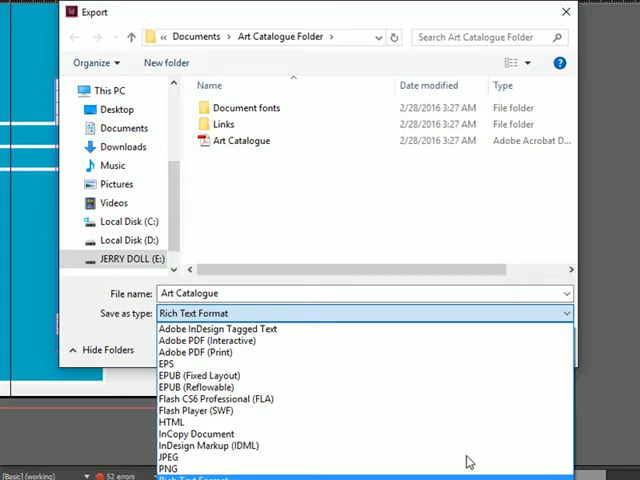 Export
« Documents › Art Catalogue Folder ›
Search Art Catalogue Folder
Organize
New folder
This PC
Desktop
Documents
Downloads
Music
Pictures
Videos
Local Disk (C:)
Local Disk (D:)
JERRY DOLL (E:)
Name Date modified Type
Document fonts 2/28/2016 3:27 AM File folder
Links 2/28/2016 3:27 AM File folder
Art Catalogue 2/28/2016 3:27 AM Adobe Acrobat D...
File name: Art Catalogue
Save as type: Rich Text Format
Hide Folders
Adobe InDesign Tagged Text
Adobe PDF (Interactive)
Adobe PDF (Print)
EPS
EPUB (Fixed Layout)
EPUB (Reflowable)
Flash CS6 Professional (FLA)
Flash Player (SWF)
HTML
InCopy Document
InDesign Markup (IDML)
JPEG
PNG
Rich Text Format
[Basic] (working)
52 errors